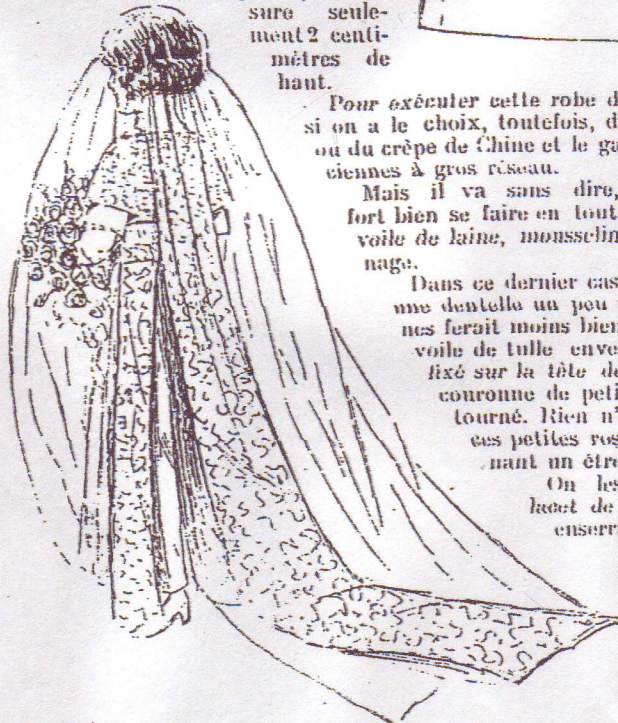 sure seule-
ment 2 centi-
mètres de
haut.
Pour exécuter cette robe d
si on a le choix, toutefois, d
ou du crêpe de Chine et le ga
ciennes à gros réseau.
Mais il va sans dire,
fort bien se faire en tout
voile de laine, mousselin
nage.
Dans ce dernier cas
une dentelle un peu
nes ferait moins bien
voile de tulle enve
fixé sur la tête de
couronne de peti
tourné. Rien n'
ces petites ros
nant un être
On les
lacet de
enserr